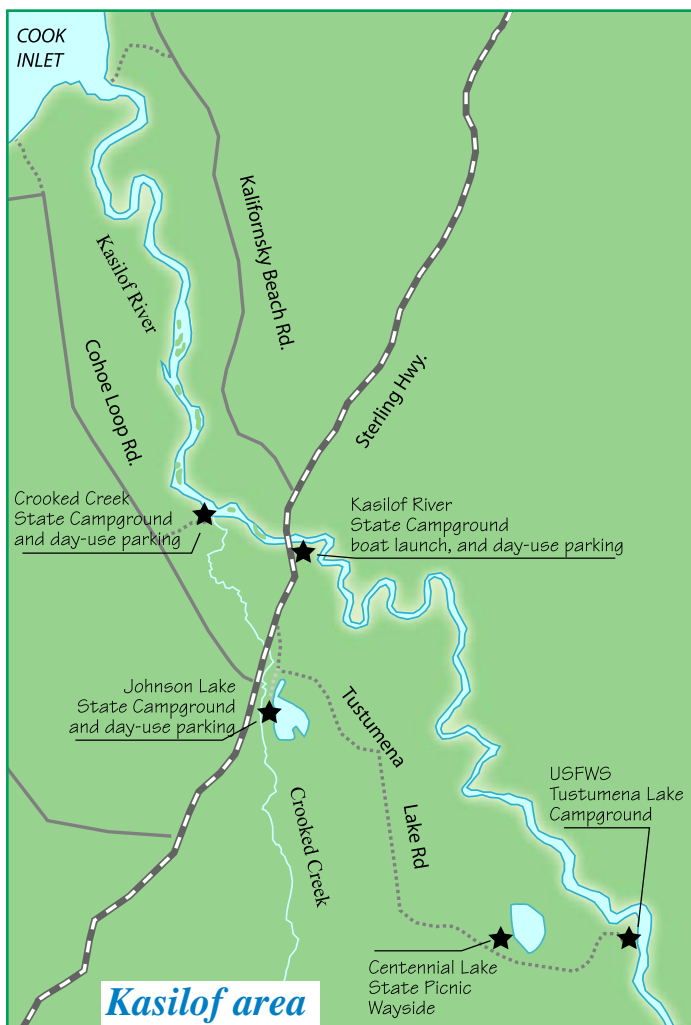 COOK
INLET
Kalifornsky Beach Rd.
Kasilof River
Cohoe Loop Rd.
Sterling Hwy.
Crooked Creek
State Campground
and day-use parking
Kasilof River
State Campground
boat launch, and day-use parking
Johnson Lake
State Campground
and day-use parking
Tustumena
Lake Rd
USFWS
Tustumena Lake
Campground
Crooked Creek
Centennial Lake
State Picnic
Wayside
Kasilof area